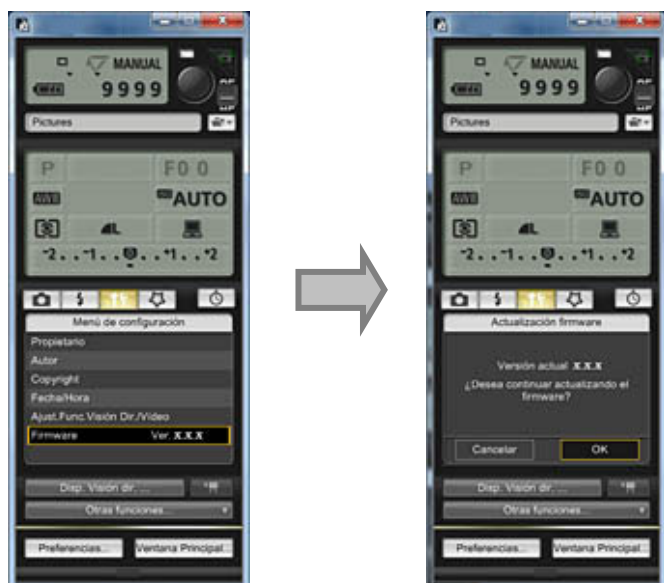 MANUAL
9999
Pictures
P F0 0
AWB AUTO
L
-2..-1..0..+1..+2
Menú de configuración
Propietario
Autor
Copyright
Fecha/Hora
Ajust.Func.Visión Dir./Vídeo
Firmware Ver. X.X.X
Disp. Visión dir. ...
Otras funciones...
Preferencias... Ventana Principal...
MANUAL
9999
Pictures
P F0 0
AWB AUTO
L
-2..-1..0..+1..+2
Actualización firmware
Versión actual X.X.X
¿Desea continuar actualizando el
firmware?
Cancelar OK
Disp. Visión dir. ...
Otras funciones...
Preferencias... Ventana Principal...